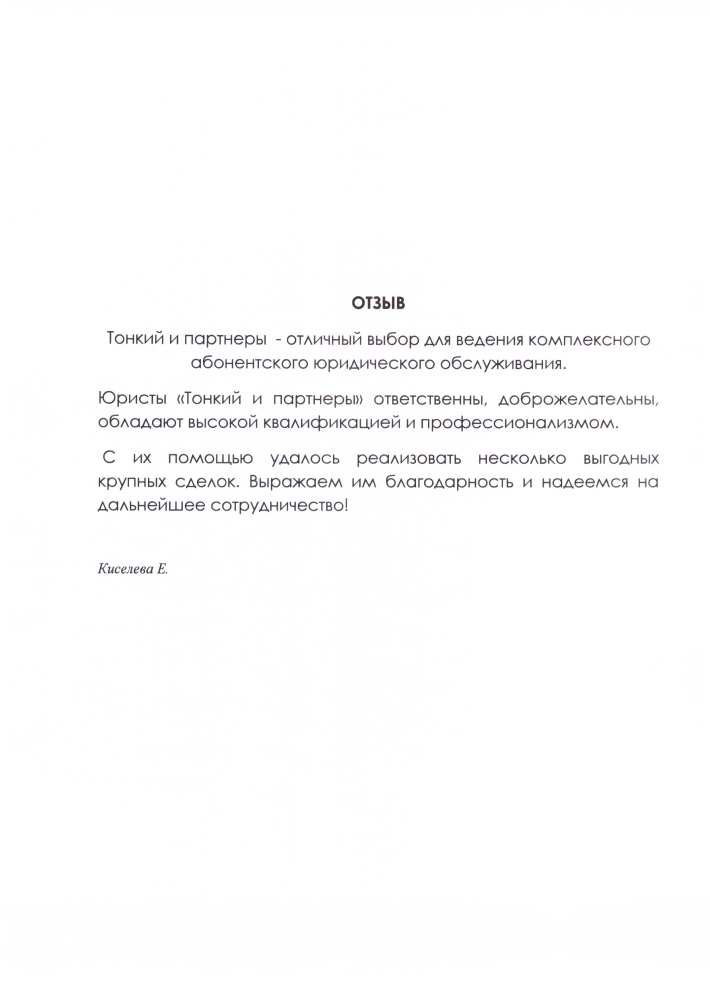 ОТЗЫВ
Тонкий и партнеры - отличный выбор для ведения комплексного
абонентского юридического обслуживания.
Юристы «Тонкий и партнеры» ответственны, доброжелательны,
обладают высокой квалификацией и профессионализмом.
С их помощью удалось реализовать несколько выгодных
крупных сделок. Выражаем им благодарность и надеемся на
дальнейшее сотрудничество!
Киселева Е.